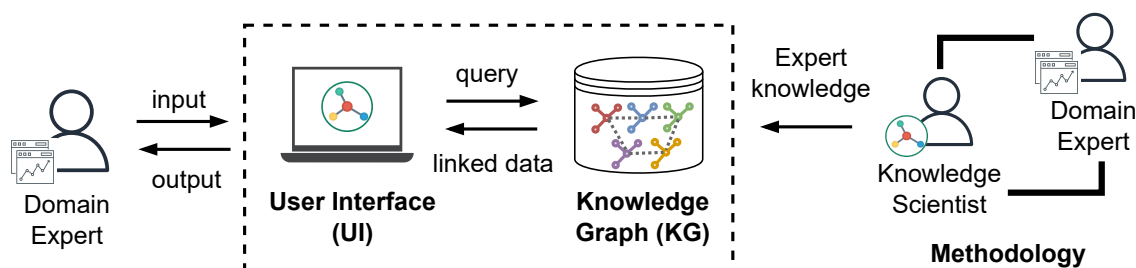 input
output
Domain
Expert
User Interface
(UI)
query
linked data
Knowledge
Graph (KG)
Expert
knowledge
Knowledge
Scientist
Domain
Expert
Methodology